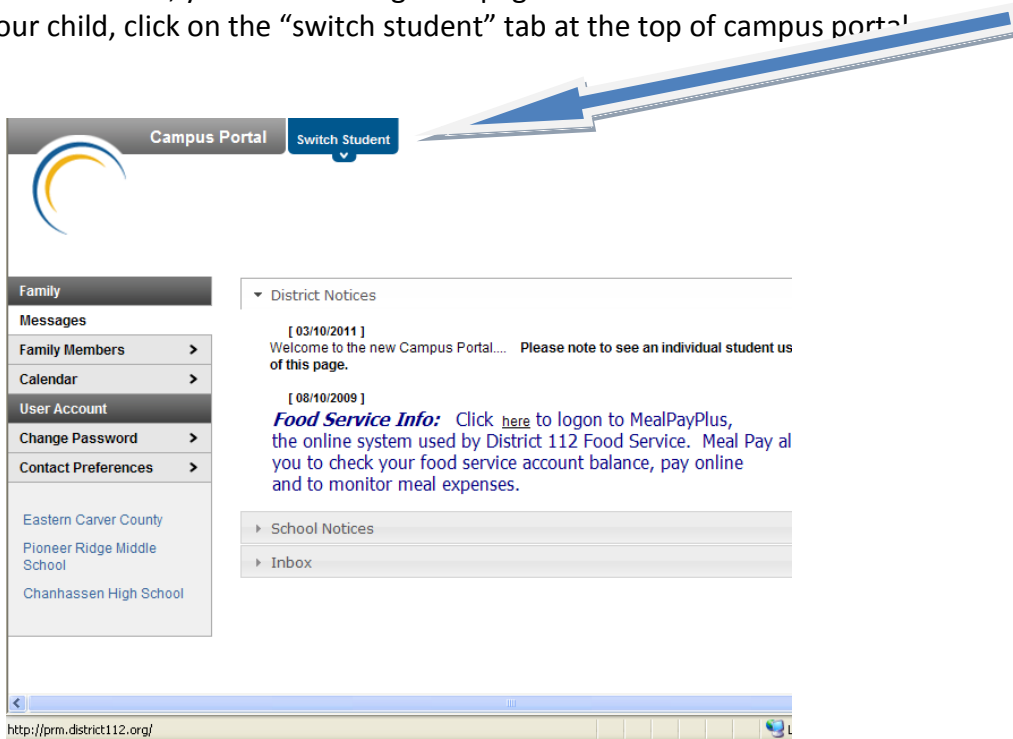 our child, click on the “switch student” tab at the top of campus portal
Campus Portal
Switch Student
Family
Messages
Family Members >
Calendar >
User Account
Change Password >
Contact Preferences >
Eastern Carver County
Pioneer Ridge Middle
School
Chanhassen High School
District Notices
[ 03/10/2011 ]
Welcome to the new Campus Portal.... Please note to see an individual student us
of this page.
[ 08/10/2009 ]
Food Service Info: Click here to logon to MealPayPlus,
the online system used by District 112 Food Service. Meal Pay al
you to check your food service account balance, pay online
and to monitor meal expenses.
School Notices
Inbox
http://prm.district112.org/